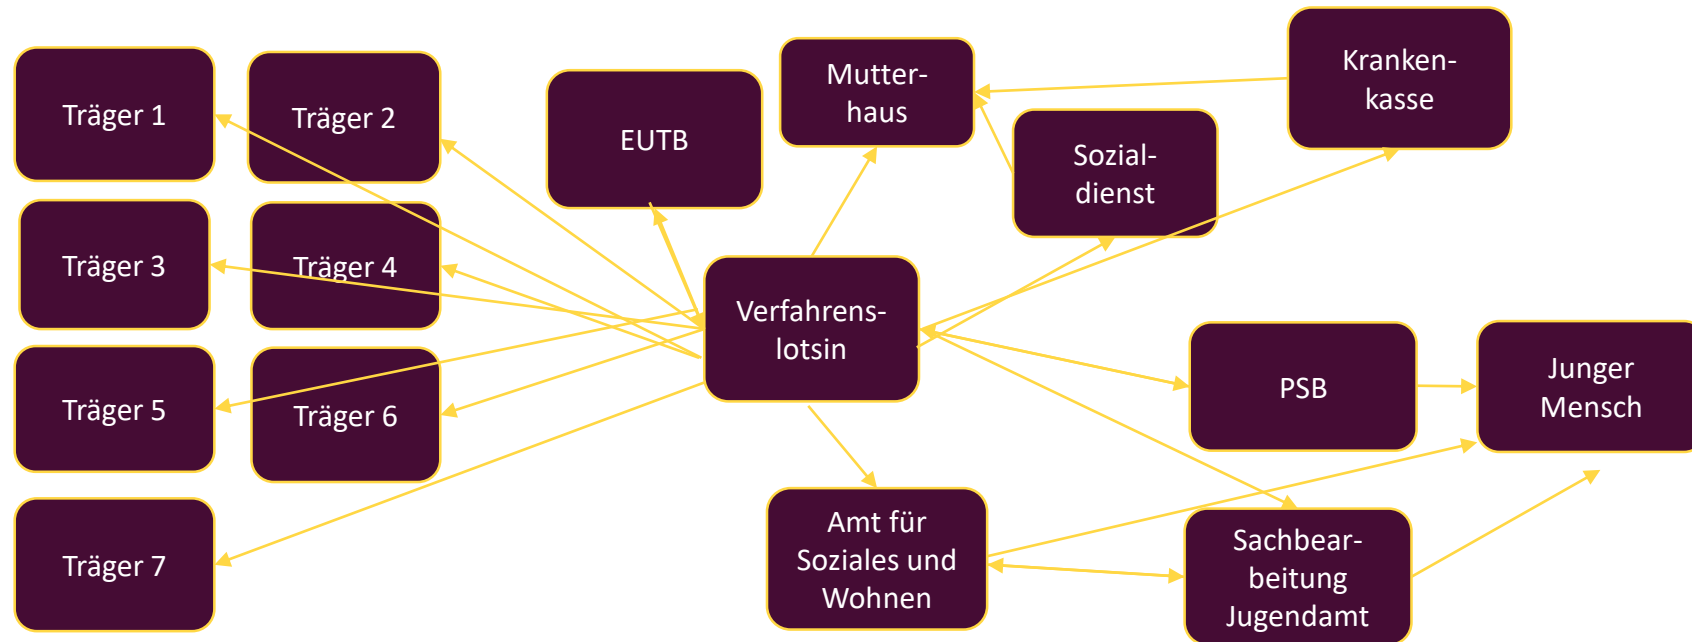 Träger 1
Träger 2
EUTB
Mutter-
haus
Kranken-
kasse
Sozial-
dienst
Träger 3
Träger 4
Verfahrens-
lotsin
Träger 5
Träger 6
PSB
Junger
Mensch
Träger 7
Amt für
Soziales und
Wohnen
Sachbear-
beitung
Jugendamt